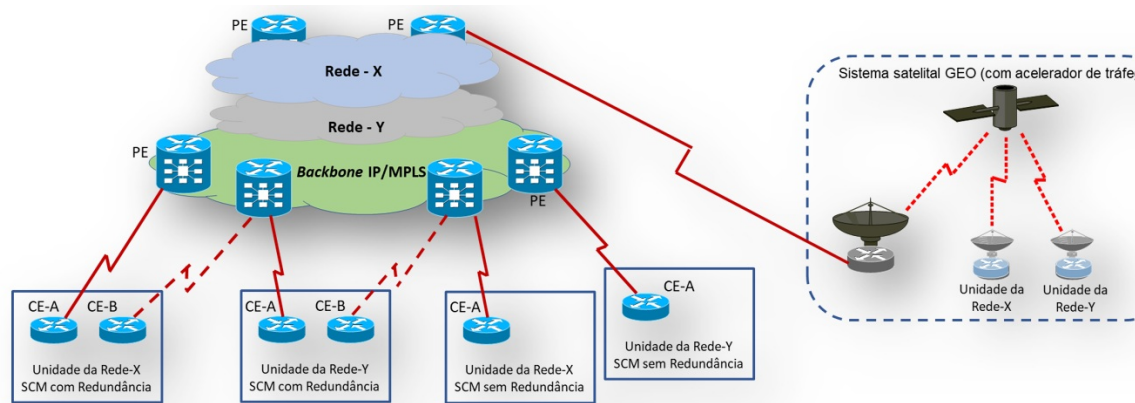 PE
PE
Rede - X
Rede - Y
PE
Backbone IP/MPLS
PE
CE-A
CE-B
Unidade da Rede-X
SCM com Redundância
CE-A
CE-B
Unidade da Rede-Y
SCM com Redundância
CE-A
Unidade da Rede-X
SCM sem Redundância
CE-A
Unidade da Rede-Y
SCM sem Redundância
Sistema satelital GEO (com acelerador de
Unidade da
Rede-X
Unidade da
Rede-Y